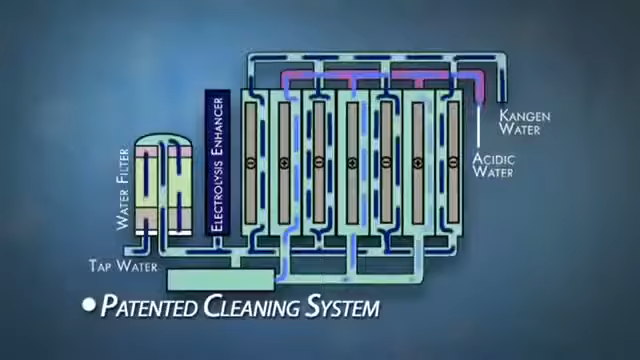 WATER FILTER
ELECTROLYSIS ENHANCER
KANGEN
WATER
ACIDIC
WATER
TAP WATER
• PATENTED CLEANING SYSTEM